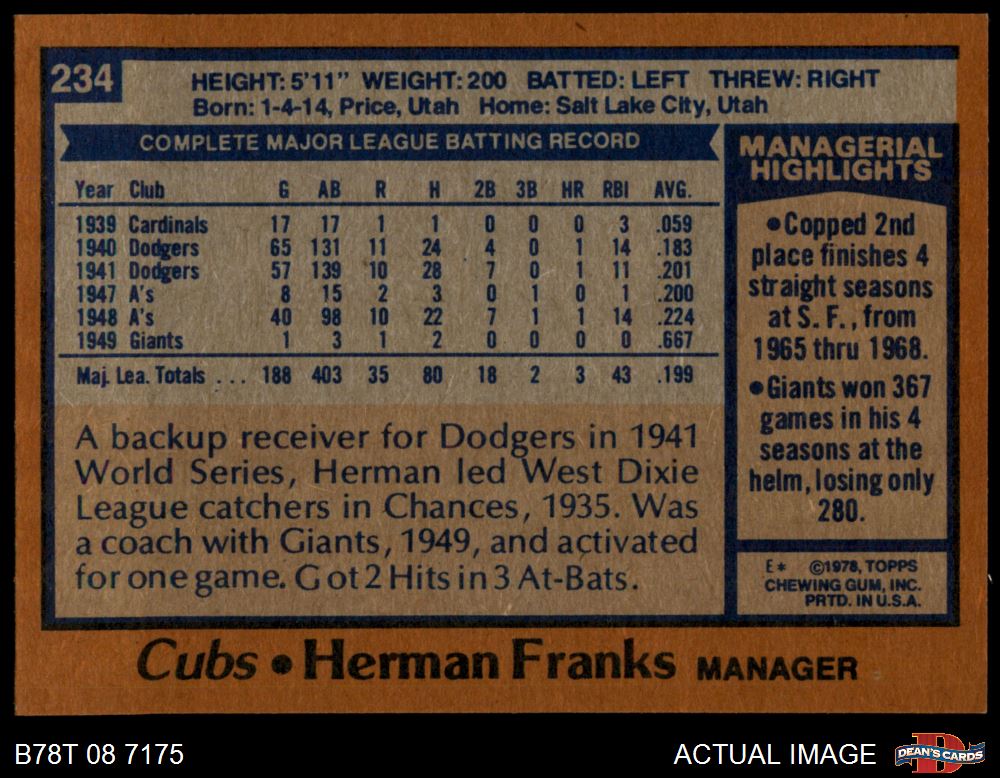 234
HEIGHT: 5'11" WEIGHT: 200 BATTED: LEFT THREW: RIGHT
Born: 1-4-14, Price, Utah Home: Salt Lake City, Utah
COMPLETE MAJOR LEAGUE BATTING RECORD
Year Club G AB R H 2B 3B HR RBI AVG.
1939 Cardinals 17 17 1 1 0 0 0 3 .059
1940 Dodgers 65 131 11 24 4 0 1 14 .183
1941 Dodgers 57 139 10 28 7 0 1 11 .201
1947 A's 8 15 2 3 0 1 0 1 .200
1948 A's 40 98 10 22 7 1 1 14 .224
1949 Giants 1 3 1 2 0 0 0 0 .667
Maj. Lea. Totals ... 188 403 35 80 18 2 3 43 .199
A backup receiver for Dodgers in 1941
World Series, Herman led West Dixie
League catchers in Chances, 1935. Was
a coach with Giants, 1949, and activated
for one game. Got 2 Hits in 3 At-Bats.
MANAGERIAL
HIGHLIGHTS
•Copped 2nd
place finishes 4
straight seasons
at S. F., from
1965 thru 1968.
•Giants won 367
games in his 4
seasons at the
helm, losing only
280.
E* ©1978, TOPPS
CHEWING GUM, INC.
PRTD. IN U.S.A.
Cubs • Herman Franks MANAGER
B78T 08 7175
ACTUAL IMAGE
DEAN'S CARDS